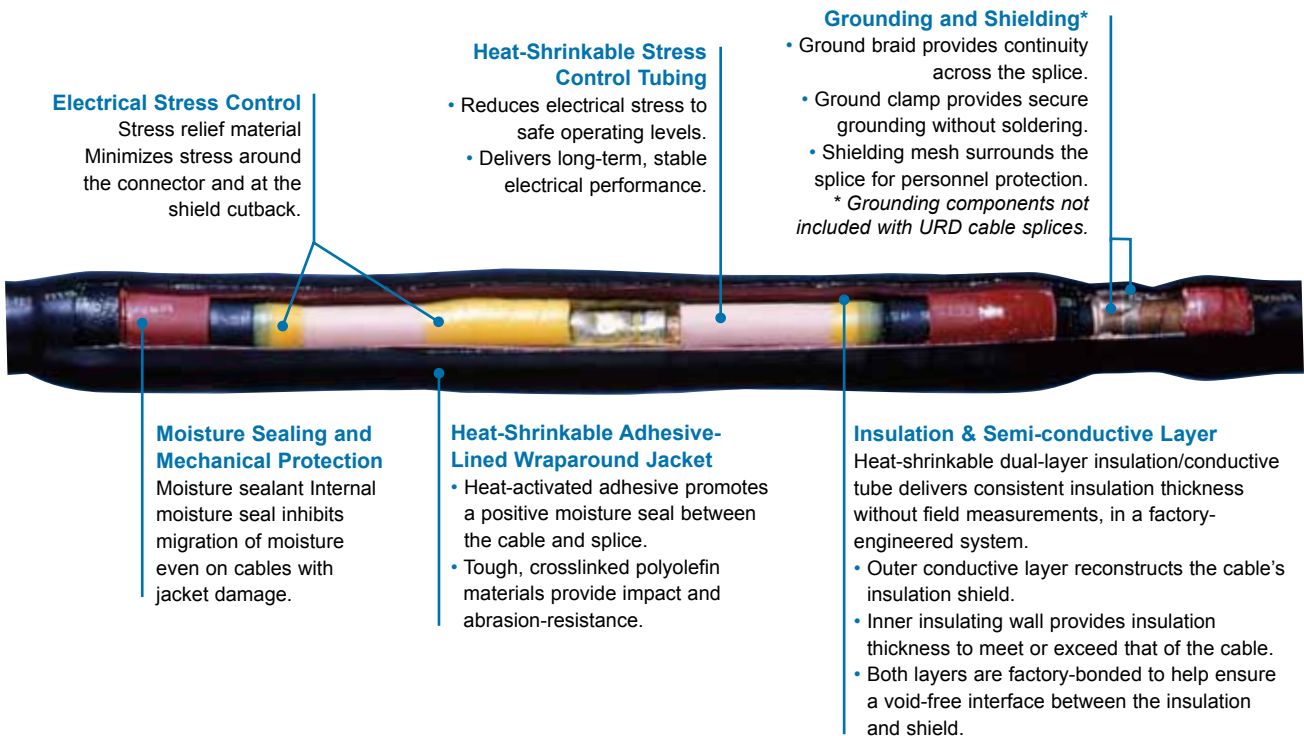 Electrical Stress Control
Stress relief material
Minimizes stress around
the connector and at the
shield cutback.
Heat-Shrinkable Stress
Control Tubing
• Reduces electrical stress to
safe operating levels.
• Delivers long-term, stable
electrical performance.
Grounding and Shielding*
• Ground braid provides continuity
across the splice.
• Ground clamp provides secure
grounding without soldering.
• Shielding mesh surrounds the
splice for personnel protection.
* Grounding components not
included with URD cable splices.
Moisture Sealing and
Mechanical Protection
Moisture sealant Internal
moisture seal inhibits
migration of moisture
even on cables with
jacket damage.
Heat-Shrinkable Adhesive-
Lined Wraparound Jacket
• Heat-activated adhesive promotes
a positive moisture seal between
the cable and splice.
• Tough, crosslinked polyolefin
materials provide impact and
abrasion-resistance.
Insulation & Semi-conductive Layer
Heat-shrinkable dual-layer insulation/conductive
tube delivers consistent insulation thickness
without field measurements, in a factory-
engineered system.
• Outer conductive layer reconstructs the cable's
insulation shield.
• Inner insulating wall provides insulation
thickness to meet or exceed that of the cable.
• Both layers are factory-bonded to help ensure
a void-free interface between the insulation
and shield.